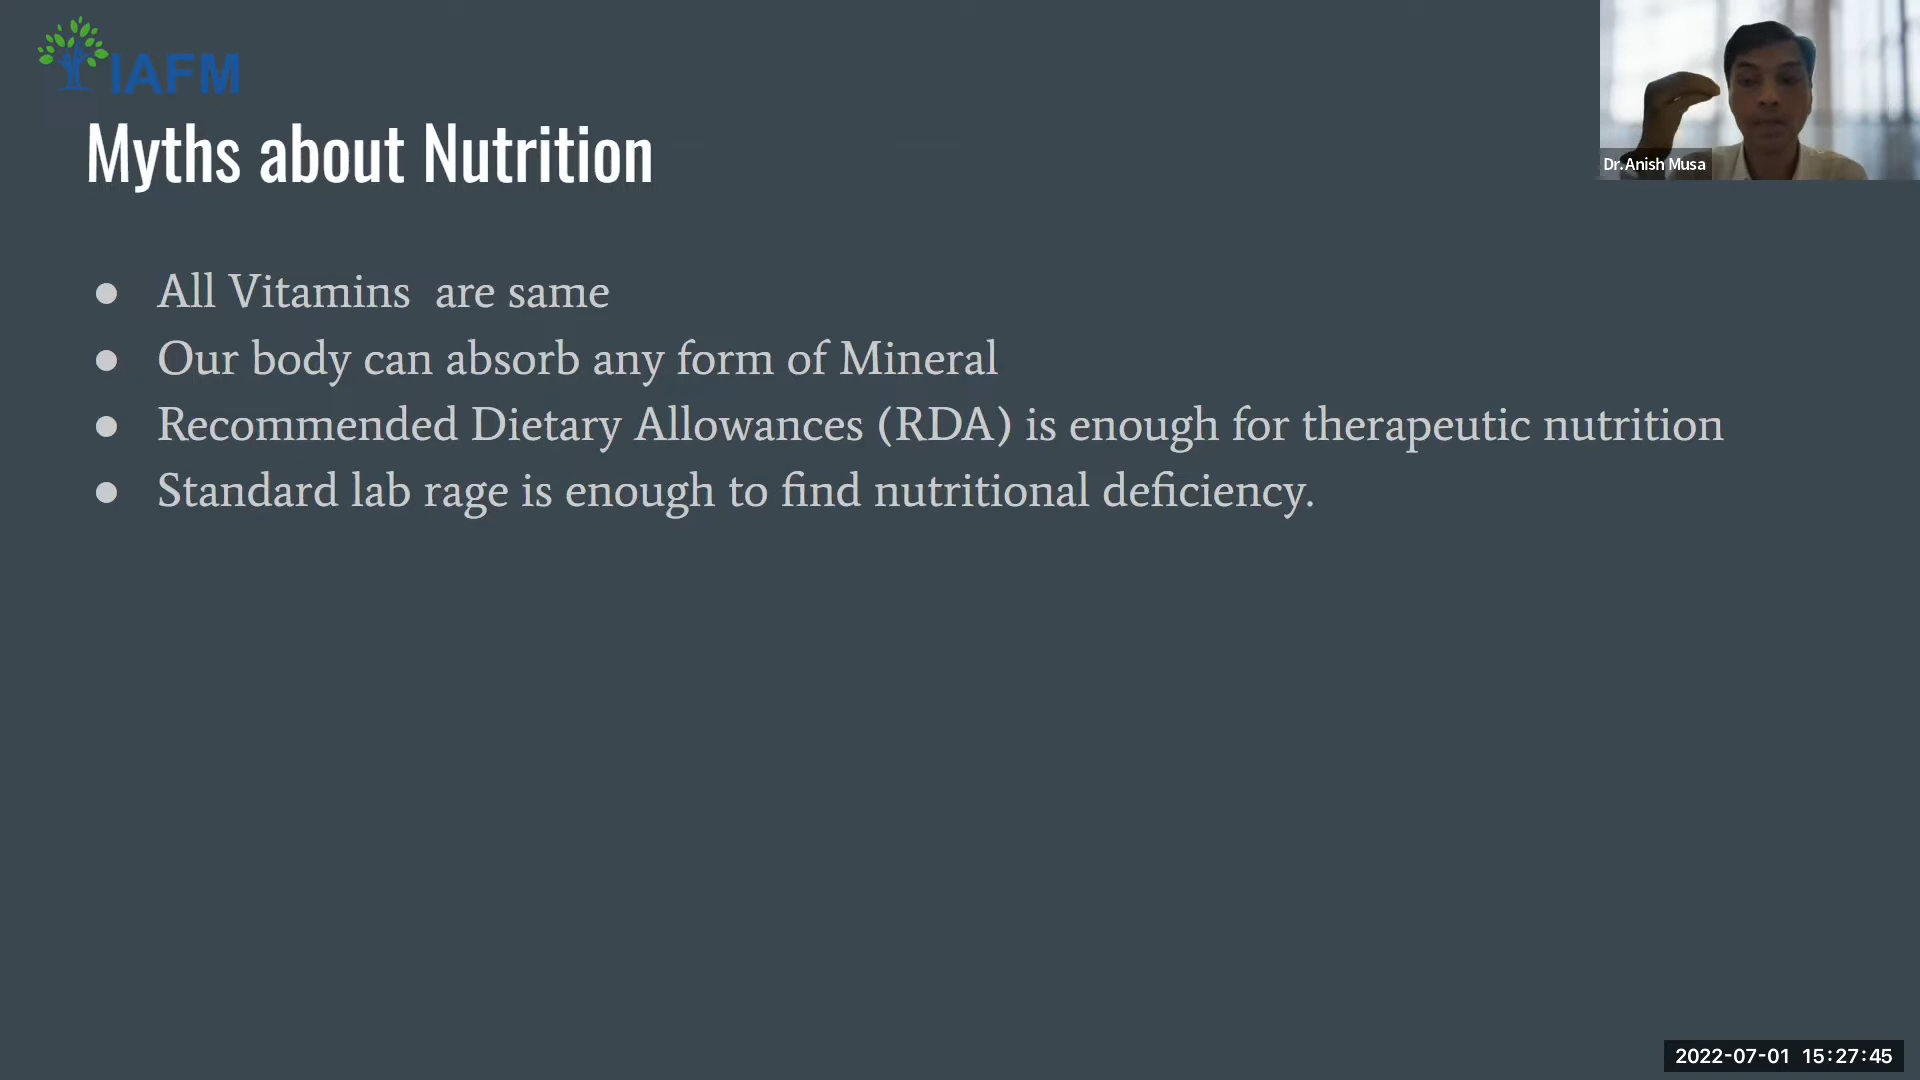 IAFM
Myths about Nutrition
Dr. Anish Musa
● All Vitamins  are same
● Our body can absorb any form of Mineral
● Recommended Dietary Allowances (RDA) is enough for therapeutic nutrition
● Standard lab rage is enough to find nutritional deficiency.
2022-07-01 15:27:45